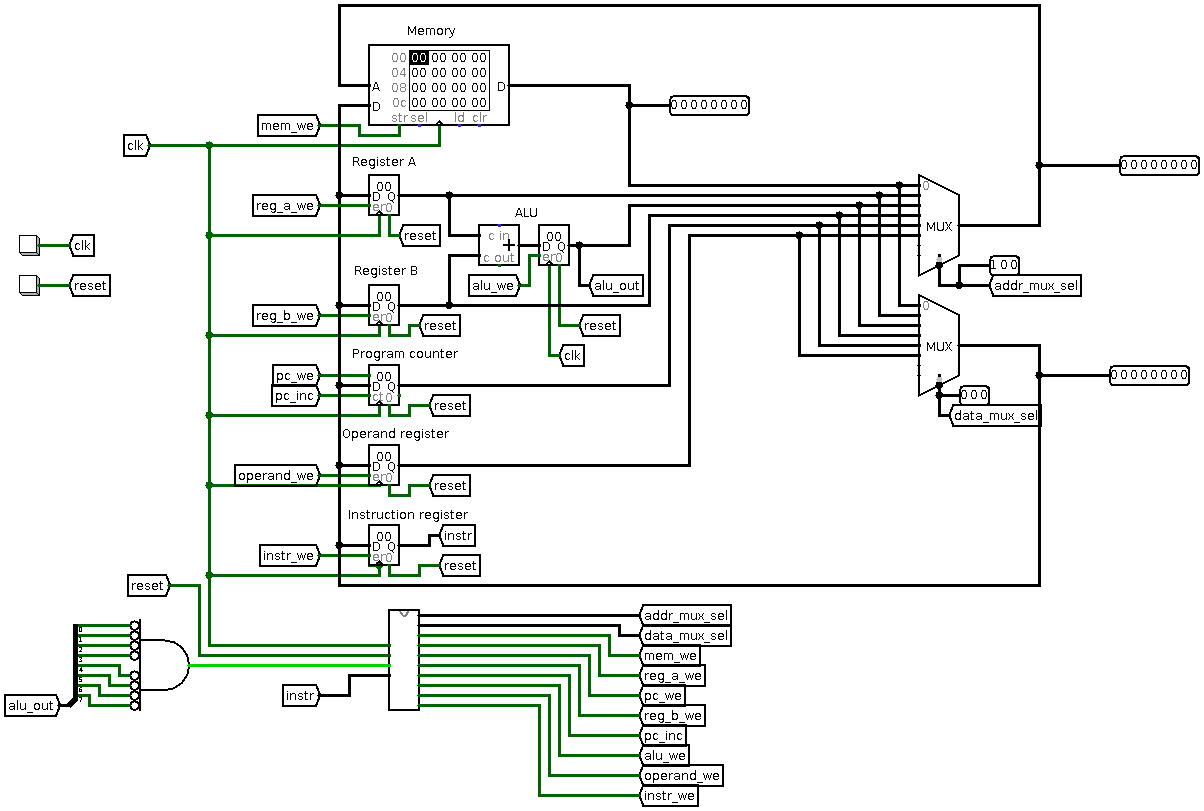 Memory
00 00 00 00 00
04 00 00 00 00
08 00 00 00 00
0c 00 00 00 00
A
D
D
str sel ld clr
00000000
mem_we
clk
00000000
Register A
00
D Q
en 0
reg_a_we
reset
0
MUX
ALU
c in
+
c out
00
D Q
en 0
clk
reset
alu_we
alu_out
100
addr_mux_sel
Register B
00
D Q
en 0
reg_b_we
reset
reset
clk
0
MUX
Program counter
pc_we
pc_inc
00
D Q
ct 0
reset
00000000
000
data_mux_sel
Operand register
00
D Q
en 0
operand_we
reset
Instruction register
00
D Q
en 0
instr
instr_we
reset
reset
alu_out
0
1
2
3
4
5
6
7
instr
addr_mux_sel
data_mux_sel
mem_we
reg_a_we
pc_we
reg_b_we
pc_inc
alu_we
operand_we
instr_we